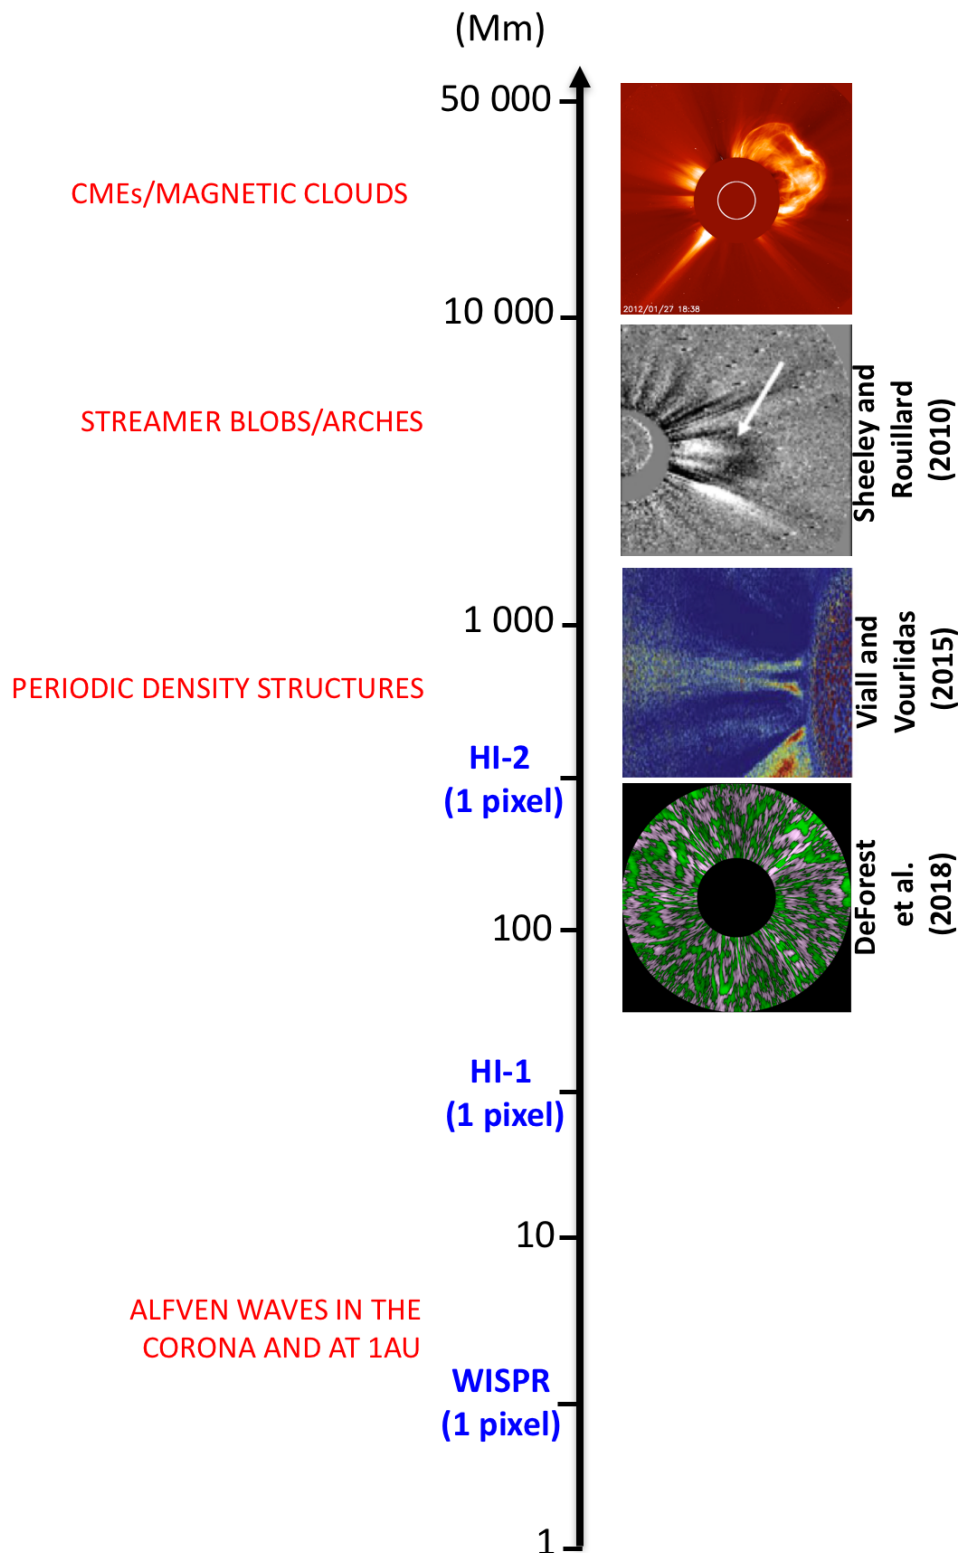 (Mm)
50 000
CMEs/MAGNETIC CLOUDS
2012/01/27 18:38
10 000
STREAMER BLOBS/ARCHES
Sheeley and
Rouillard
(2010)
1 000
PERIODIC DENSITY STRUCTURES
Viall and
Vourlidas
(2015)
HI-2
(1 pixel)
DeForest
et al.
(2018)
100
HI-1
(1 pixel)
10
ALFVEN WAVES IN THE
CORONA AND AT 1AU
WISPR
(1 pixel)
1